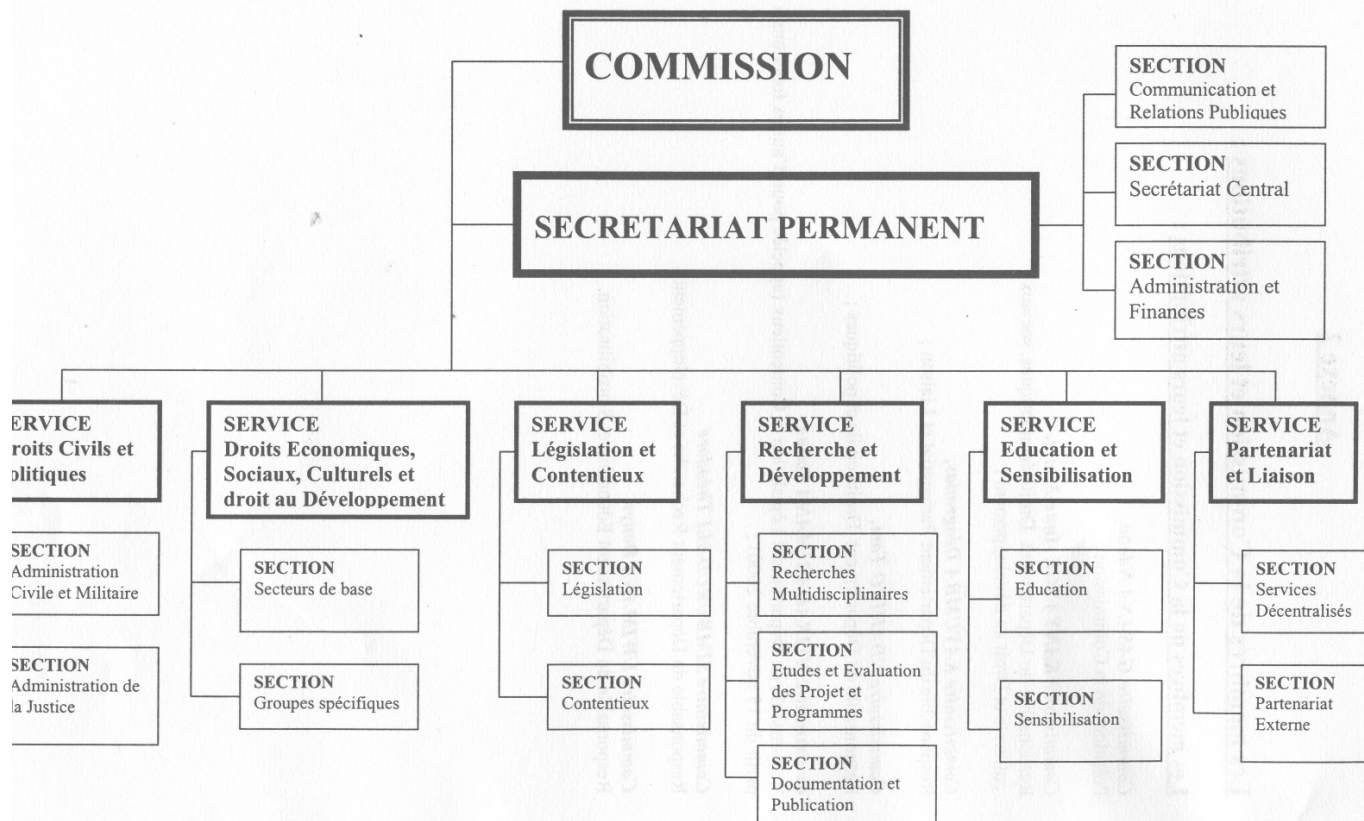 COMMISSION
SECTION
Communication et
Relations Publiques
SECTION
Secrétariat Central
SECRETARIAT PERMANENT
SECTION
Administration et
Finances
ERVICE
roits Civils et
olitiques
SERVICE
Droits Economiques,
Sociaux, Culturels et
droit au Développement
SERVICE
Législation et
Contentieux
SERVICE
Recherche et
Développement
SERVICE
Education et
Sensibilisation
SERVICE
Partenariat
et Liaison
SECTION
Administration
Civile et Militaire
SECTION
Administration de
la Justice
SECTION
Secteurs de base
SECTION
Groupes spécifiques
SECTION
Législation
SECTION
Contentieux
SECTION
Recherches
Multidisciplinaires
SECTION
Etudes et Evaluation
des Projet et
Programmes
SECTION
Documentation et
Publication
SECTION
Education
SECTION
Sensibilisation
SECTION
Services
Décentralisés
SECTION
Partenariat
Externe